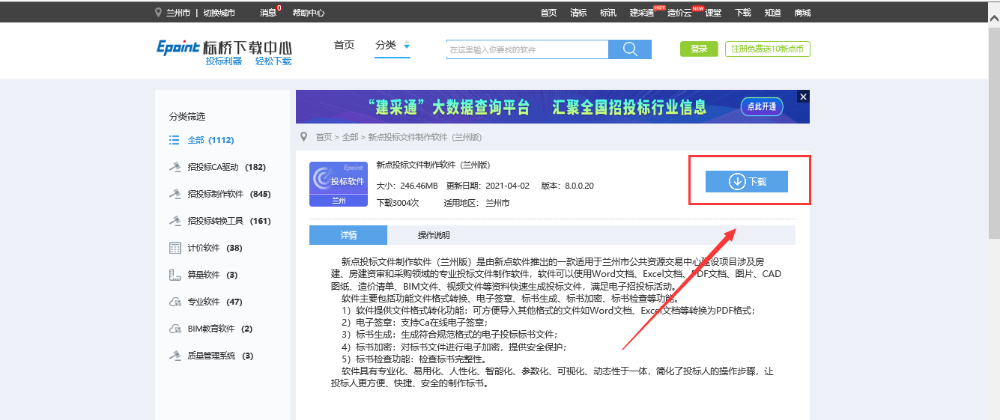 兰州市 | 切换城市 消息 0 帮助中心 首页 清标 标讯 建采通 HOT 造价云 NEW 课堂 下载 知道 商城
Epoint 标桥下载中心
投标利器 轻松下载
首页 分类 在这里输入你要找的软件 登录 注册免费送10新点币
“建采通”大数据查询平台 汇聚全国招投标行业信息 点此开通 X
分类筛选
全部 (1112)
招投标CA驱动 (182)
招投标制作软件 (845)
招投标转换工具 (161)
计价软件 (38)
算量软件 (3)
专业软件 (47)
BIM教育软件 (2)
质量管理系统 (3)
首页 > 全部 > 新点投标文件制作软件（兰州版）
Epoint
投标软件
兰州
新点投标文件制作软件（兰州版）
大小：246.46MB 更新日期：2021-04-02 版本：8.0.0.20
下载3004次 适用地区： 兰州市
下载
详情 操作说明
新点投标文件制作软件（兰州版）是由新点软件推出的一款适用于兰州市公共资源交易中心建设项目涉及房
建、房建资审和采购领域的专业投标文件制作软件，软件可以使用Word文档、Excel文档、PDF文档、图片、CAD
图纸、造价清单、BIM文件、视频文件等资料快速生成投标文件，满足电子招投标活动。
软件主要包括功能文件格式转换、电子签章、标书生成、标书加密、标书检查等功能。
1）软件提供文件格式转化功能：可方便导入其他格式的文件如Word文档、Excel文档等转换为PDF格式；
2）电子签章：支持Ca在线电子签章；
3）标书生成：生成符合规范格式的电子投标标书文件；
4）标书加密：对标书文件进行电子加密，提供安全保护；
5）标书检查功能：检查标书完整性。
软件具有专业化、易用化、人性化、智能化、参数化、可视化、动态性于一体，简化了投标人的操作步骤，让
投标人更方便、快捷、安全的制作标书。